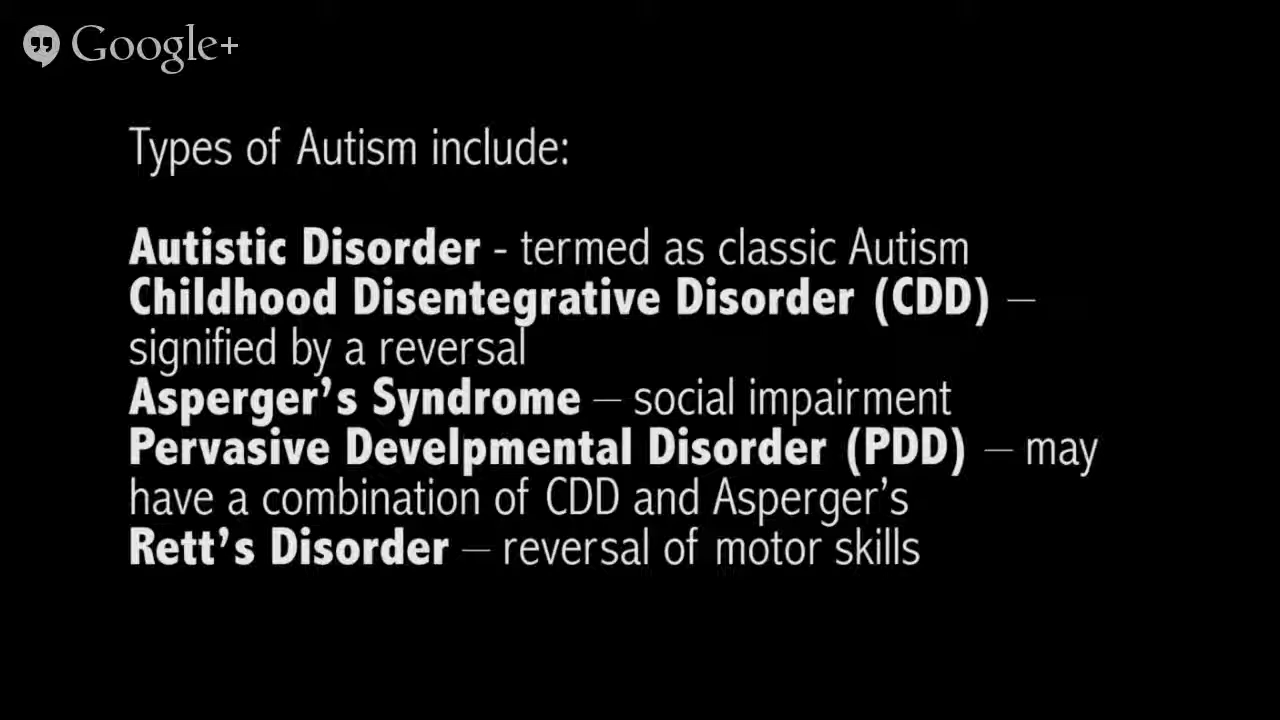 Google+
Types of Autism include:
Autistic Disorder - termed as classic Autism
Childhood Disentegrative Disorder (CDD) –
signified by a reversal
Asperger’s Syndrome – social impairment
Pervasive Develpmental Disorder (PDD) – may
have a combination of CDD and Asperger’s
Rett’s Disorder – reversal of motor skills